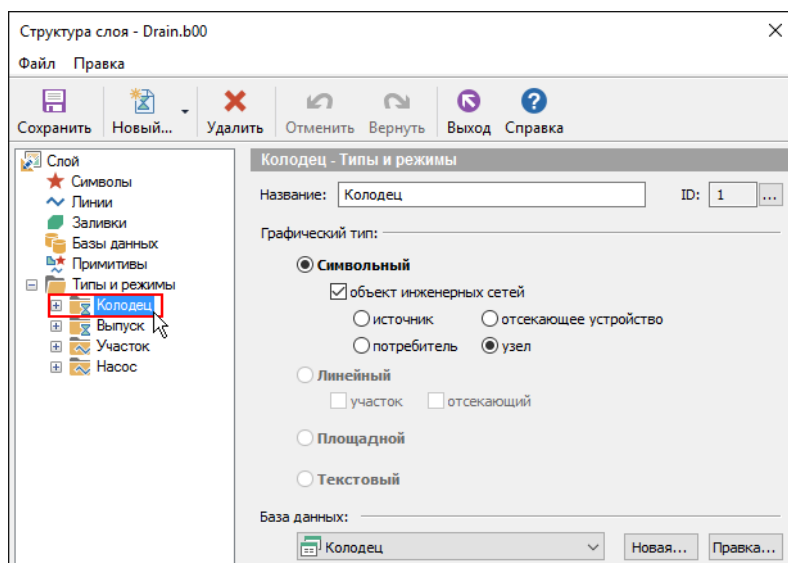 Структура слоя - Drain.b00
Файл Правка
Сохранить Новый... Удалить Отменить Вернуть Выход Справка
Слой
Символы
Линии
Заливки
Базы данных
Примитивы
Типы и режимы
Колодец
Выпуск
Участок
Насос
Колодец - Типы и режимы
Название: Колодец ID: 1 ...
Графический тип:
Символьный
объект инженерных сетей
источник отсекающее устройство
потребитель узел
Линейный
участок отсекающий
Площадной
Текстовый
База данных:
Колодец Новая... Правка...